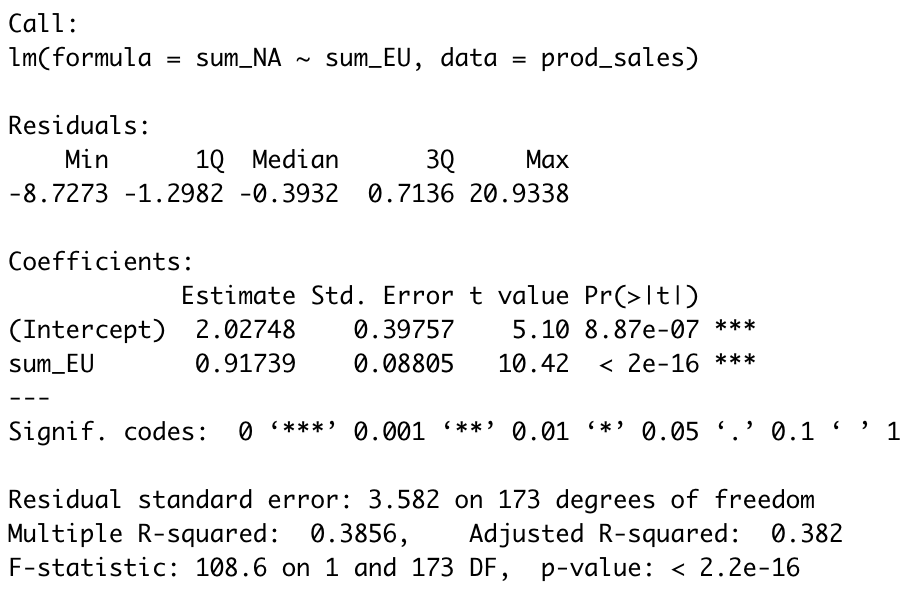 Call:
lm(formula = sum_NA ~ sum_EU, data = prod_sales)
Residuals:
    Min      1Q  Median      3Q     Max
-8.7273 -1.2982 -0.3932  0.7136 20.9338
Coefficients:
            Estimate Std. Error t value Pr(>|t|)
(Intercept)  2.02748    0.39757    5.10 8.87e-07 ***
sum_EU       0.91739    0.08805   10.42  < 2e-16 ***
---
Signif. codes:  0 ‘***’ 0.001 ‘**’ 0.01 ‘*’ 0.05 ‘.’ 0.1 ‘ ’ 1
Residual standard error: 3.582 on 173 degrees of freedom
Multiple R-squared:  0.3856,    Adjusted R-squared:  0.382
F-statistic: 108.6 on 1 and 173 DF,  p-value: < 2.2e-16